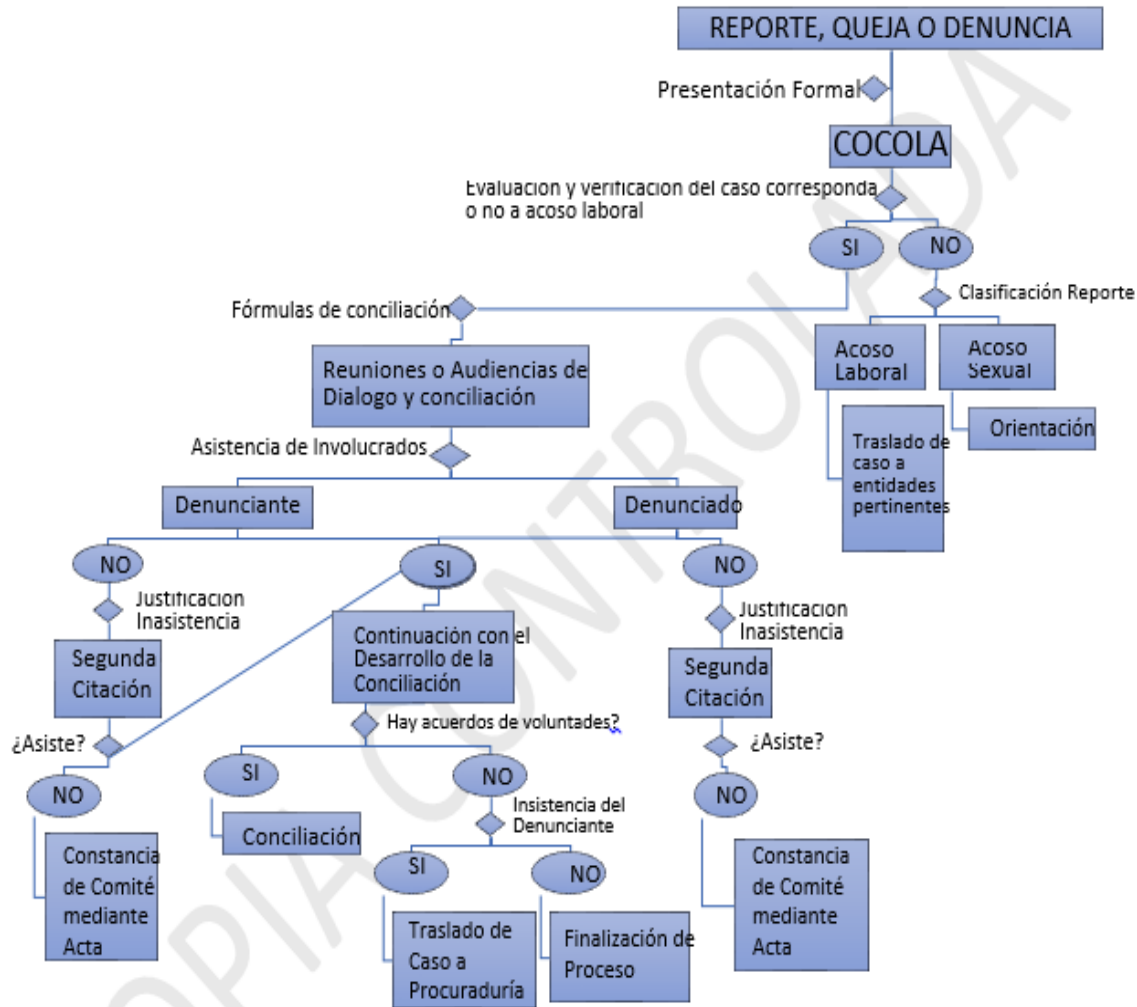 REPORTE, QUEJA O DENUNCIA
Presentación Formal
COCOLA
Evaluación y verificación del caso corresponda
o no a acoso laboral
SI
NO
Fórmulas de conciliación
Clasificación Reporte
Reuniones o Audiencias de
Dialogo y conciliación
Acoso
Laboral
Acoso
Sexual
Traslado de
caso a
entidades
pertinentes
Orientación
Asistencia de Involucrados
Denunciante
Denunciado
NO
SI
NO
Justificación
Inasistencia
Continuación con el
Desarrollo de la
Conciliación
Justificación
Inasistencia
Segunda
Citación
Segunda
Citación
Hay acuerdos de voluntades?
¿Asiste?
¿Asiste?
NO
SI
NO
NO
Conciliación
Insistencia del
Denunciante
SI
NO
Constancia
de Comité
mediante
Acta
Traslado de
Caso a
Procuraduría
Finalización de
Proceso
Constancia
de Comité
mediante
Acta
COPIA CONTROLADA